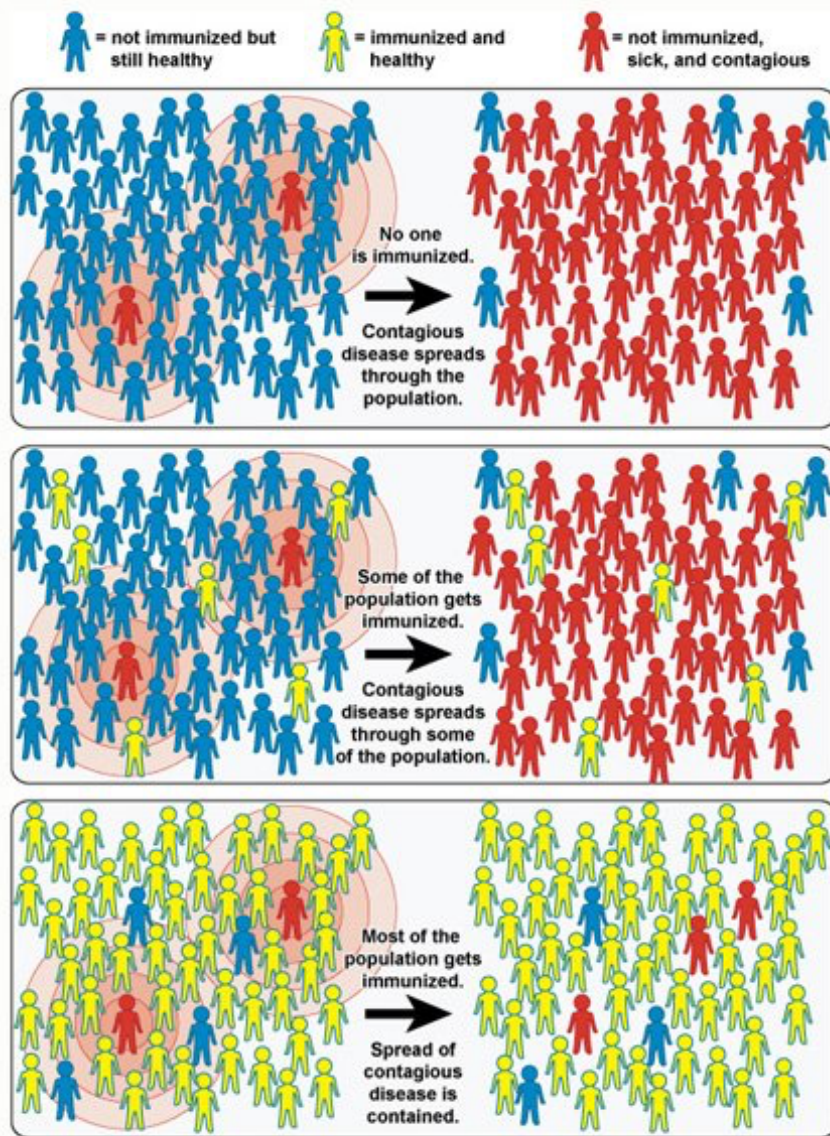 = not immunized but
still healthy
= immunized and
healthy
= not immunized,
sick, and contagious
No one
is immunized.
Contagious
disease spreads
through the
population.
Some of the
population gets
immunized.
Contagious
disease spreads
through some
of the population.
Most of the
population gets
immunized.
Spread of
contagious
disease is
contained.